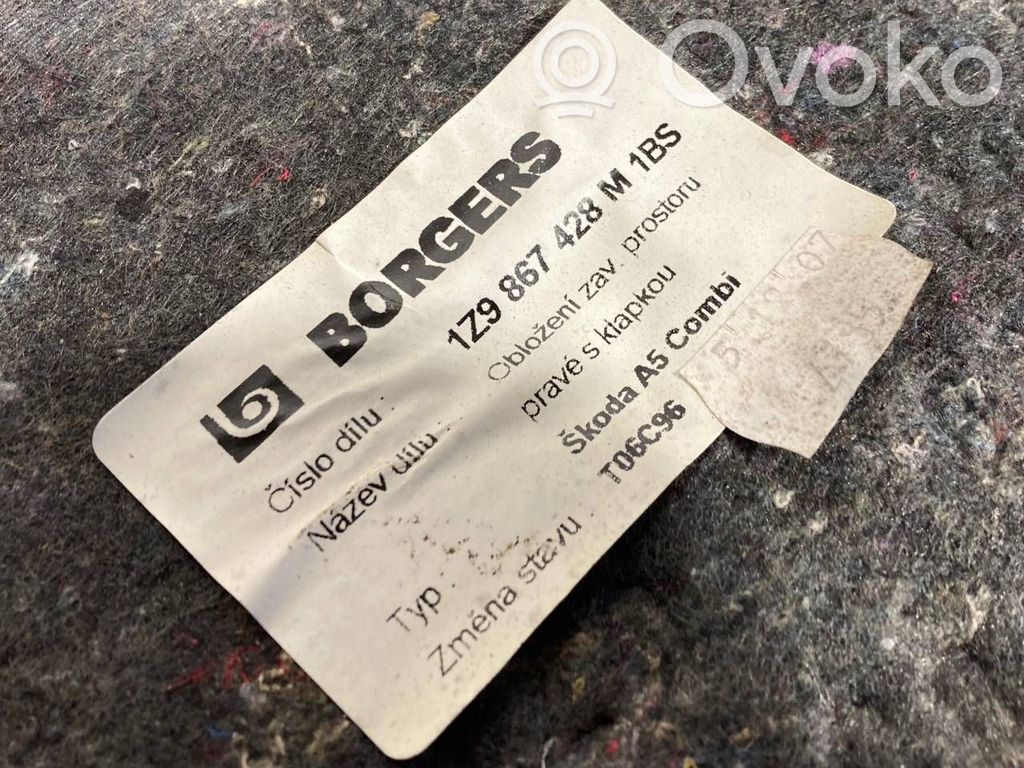 Ovoko
BORGERS
Číslo dílu 1Z9 867 428 M 1BS
Název dílu Obložení zav. prostoru
pravé s klapkou
Typ Škoda A5 Combi
Změna stavu T06C96